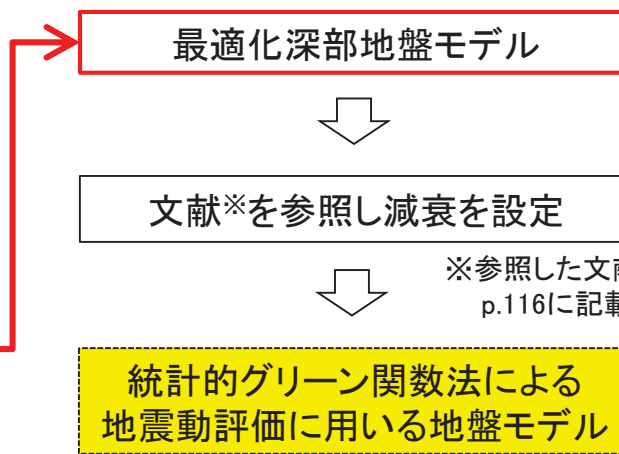 最適化深部地盤モデル
文献※を参照し減衰を設定
※参照した文
p.116に記
統計的グリーン関数法による
地震動評価に用いる地盤モデル